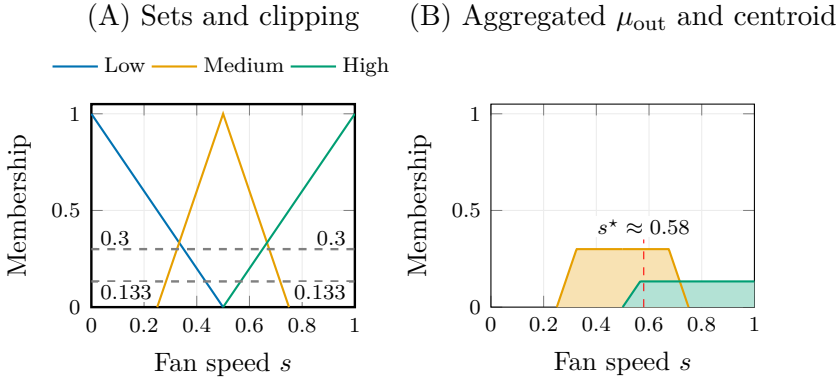 (A) Sets and clipping
Low Medium High
Membership
1
0.5
0
0.3 0.3
0.133 0.133
0 0.2 0.4 0.6 0.8 1
Fan speed s
(B) Aggregated μout and centroid
Membership
1
0.5
0
s⋆ ≈ 0.58
0 0.2 0.4 0.6 0.8 1
Fan speed s